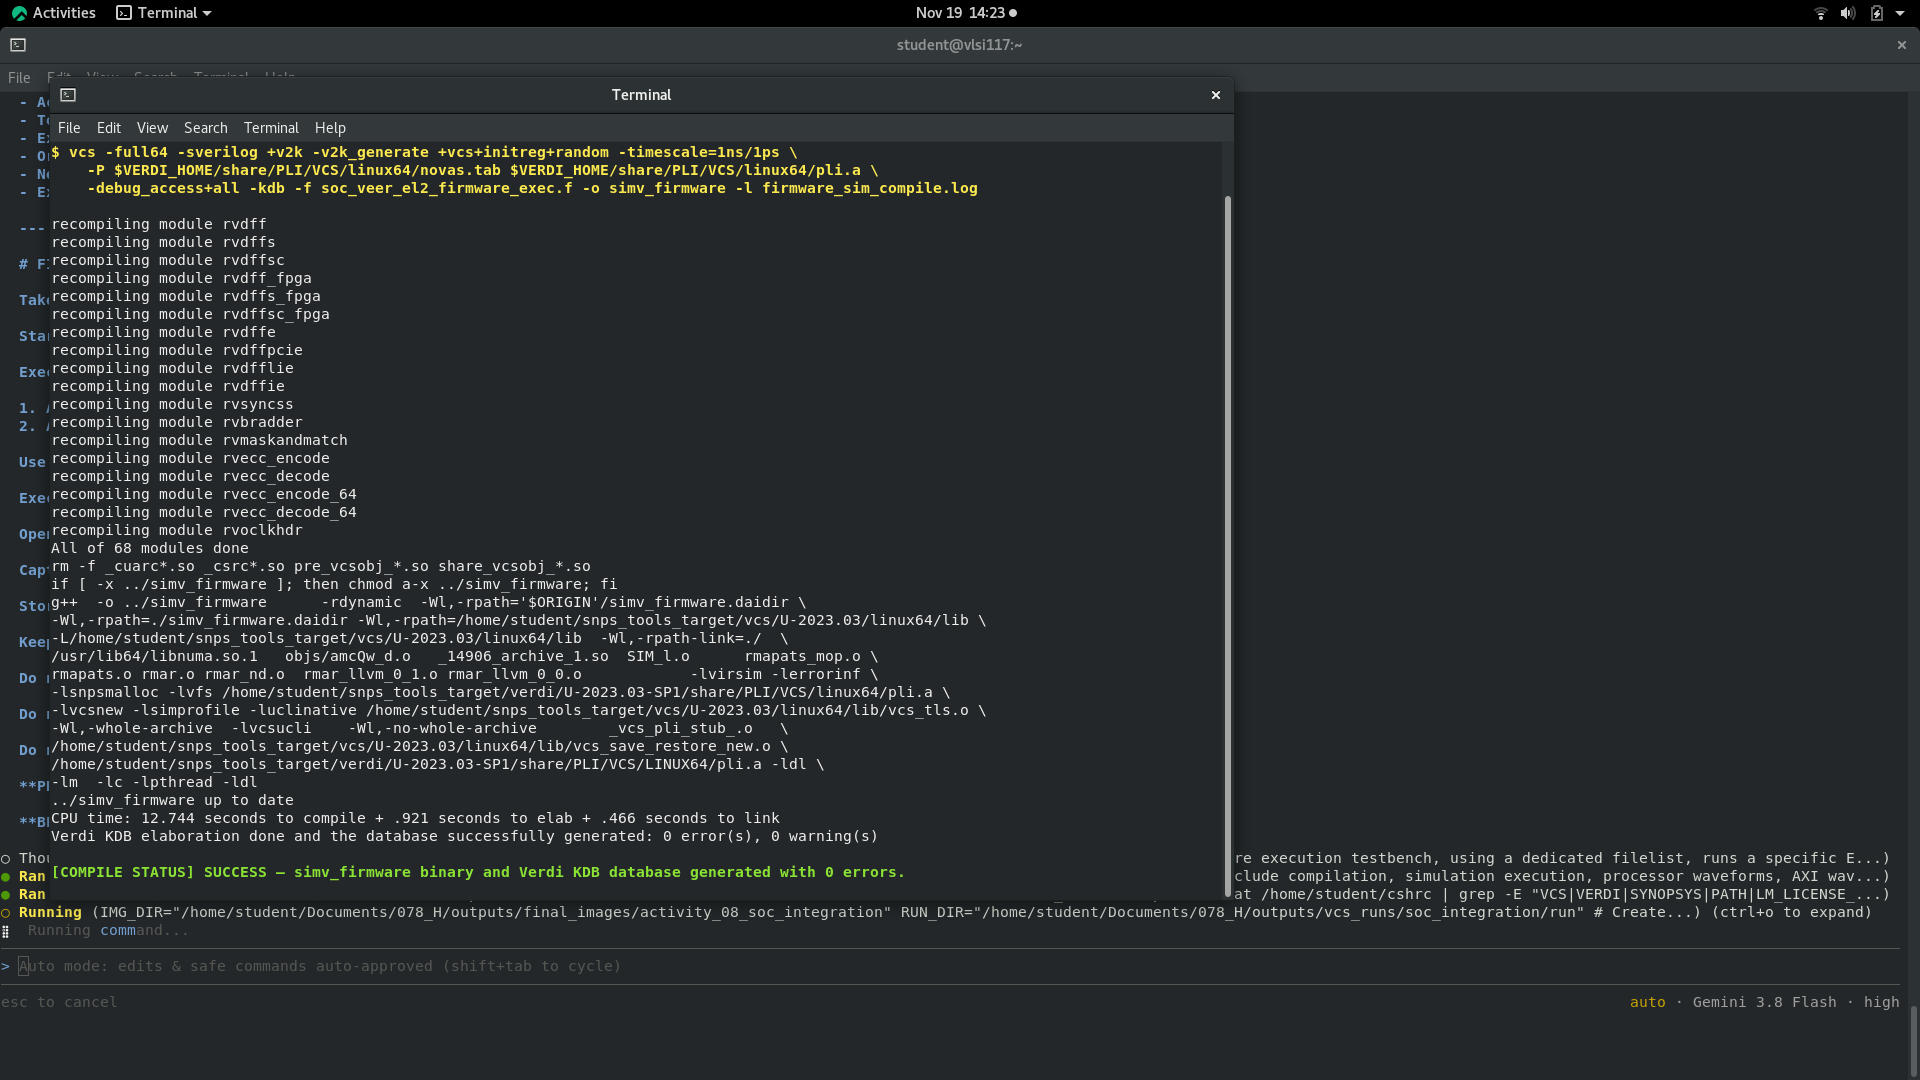 Activities Terminal Nov 19 14:23
student@vlsi117:~
File Edit View Search Terminal Help
Terminal
File Edit View Search Terminal Help
$ vcs -full64 -sverilog +v2k -v2k_generate +vcs+initreg+random -timescale=1ns/1ps \
-P $VERDI_HOME/share/PLI/VCS/linux64/novas.tab $VERDI_HOME/share/PLI/VCS/linux64/pli.a \
-debug_access+all -kdb -f soc_veer_el2_firmware_exec.f -o simv_firmware -l firmware_sim_compile.log
recompiling module rvdff
recompiling module rvdffs
recompiling module rvdffsc
recompiling module rvdff_fpga
recompiling module rvdffs_fpga
recompiling module rvdffsc_fpga
recompiling module rvdffe
recompiling module rvdffpcie
recompiling module rvdfflie
recompiling module rvdffie
recompiling module rvsyncss
recompiling module rvbradder
recompiling module rvmaskandmatch
recompiling module rvecc_encode
recompiling module rvecc_decode
recompiling module rvecc_encode_64
recompiling module rvecc_decode_64
recompiling module rvoclkhdr
All of 68 modules done
rm -f _cuarc*.so _csrc*.so pre_vcsobj_*.so share_vcsobj_*.so
if [ -x ../simv_firmware ]; then chmod a-x ../simv_firmware; fi
g++  -o ../simv_firmware      -rdynamic  -Wl,-rpath='$ORIGIN'/simv_firmware.daidir \
-Wl,-rpath=./simv_firmware.daidir -Wl,-rpath=/home/student/snps_tools_target/vcs/U-2023.03/linux64/lib \
-L/home/student/snps_tools_target/vcs/U-2023.03/linux64/lib  -Wl,-rpath-link=./  \
/usr/lib64/libnuma.so.1   objs/amcQw_d.o   _14906_archive_1.so  SIM_l.o      rmapats_mop.o \
rmapats.o rmar.o rmar_nd.o  rmar_llvm_0_1.o rmar_llvm_0_0.o            -lvirsim -lerrorinf \
-lsnpsmalloc -lvfs /home/student/snps_tools_target/verdi/U-2023.03-SP1/share/PLI/VCS/linux64/pli.a \
-lvcsnew -lsimprofile -luclinative /home/student/snps_tools_target/vcs/U-2023.03/linux64/lib/vcs_tls.o \
-Wl,-whole-archive  -lvcsucli    -Wl,-no-whole-archive        _vcs_pli_stub_.o   \
/home/student/snps_tools_target/vcs/U-2023.03/linux64/lib/vcs_save_restore_new.o \
/home/student/snps_tools_target/verdi/U-2023.03-SP1/share/PLI/VCS/LINUX64/pli.a -ldl \
-lm  -lc -lpthread -ldl
../simv_firmware up to date
CPU time: 12.744 seconds to compile + .921 seconds to elab + .466 seconds to link
Verdi KDB elaboration done and the database successfully generated: 0 error(s), 0 warning(s)
[COMPILE STATUS] SUCCESS — simv_firmware binary and Verdi KDB database generated with 0 errors.
re execution testbench, using a dedicated filelist, runs a specific E...)
Ran clude compilation, simulation execution, processor waveforms, AXI wav...)
Ran at /home/student/cshrc | grep -E "VCS|VERDI|SYNOPSYS|PATH|LM_LICENSE_...)
Running (IMG_DIR="/home/student/Documents/078_H/outputs/final_images/activity_08_soc_integration" RUN_DIR="/home/student/Documents/078_H/outputs/vcs_runs/soc_integration/run" # Create...) (ctrl+o to expand)
Running command...
> Auto mode: edits & safe commands auto-approved (shift+tab to cycle)
esc to cancel auto · Gemini 3.8 Flash · high